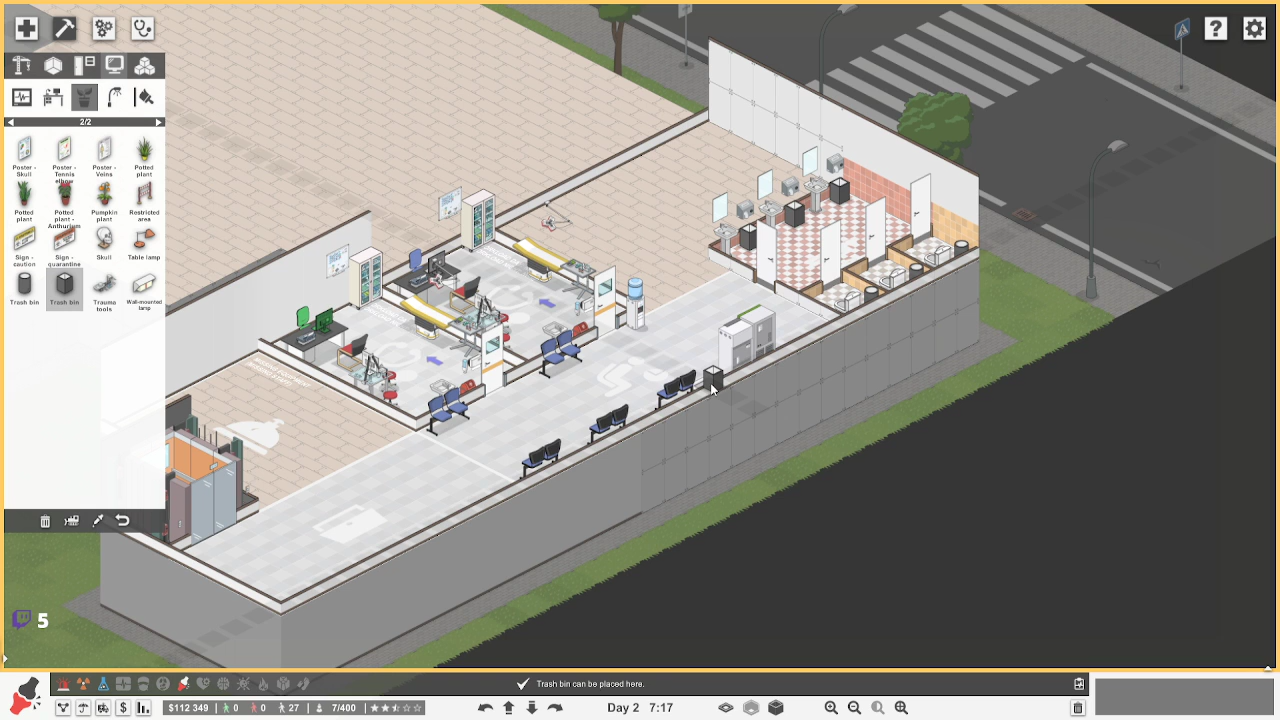 2/2
Poster - Skull
Poster - Tennis elbow
Poster - Veins
Potted plant
Potted plant
Potted plant - Anthurium
Pumpkin plant
Restricted area
Sign - caution
Sign - quarantine
Skull
Table lamp
Trash bin
Trash bin
Trauma tools
Wall-mounted lamp
5
Trash bin can be placed here.
$112 349
0
0
27
7/400
Day 2 7:17